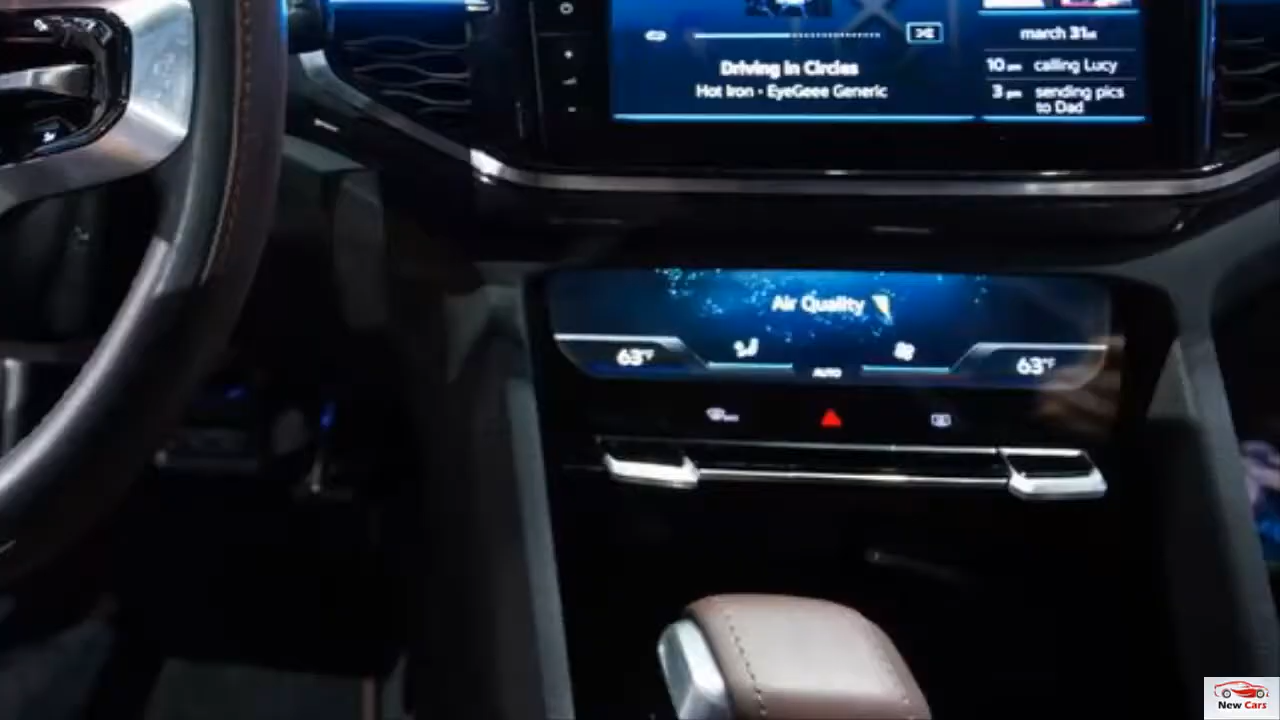 march 31st
Driving in Circles
10 pm calling Lucy
Hot Iron • EyeGeee Generic
3 pm sending pics
to Dad
Air Quality
63°F
AUTO
63°F
New Cars